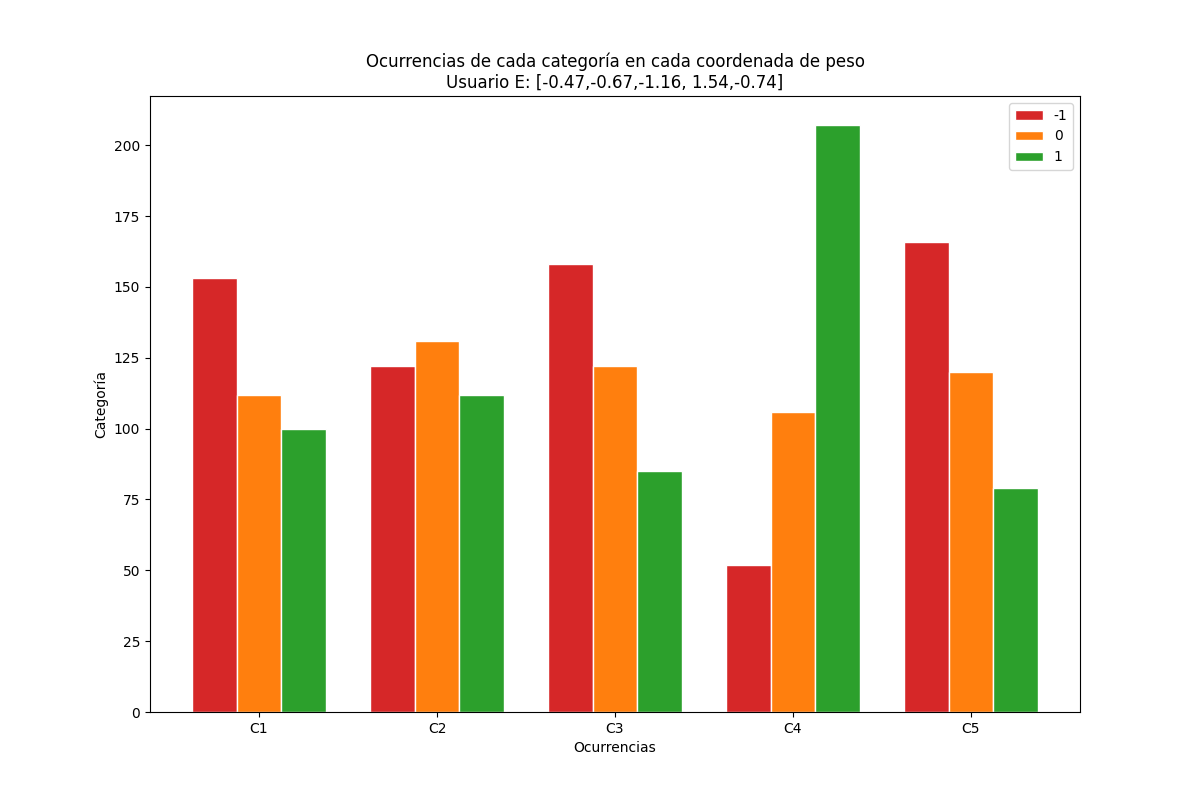 Ocurrencias de cada categoría en cada coordenada de peso
Usuario E: [-0.47,-0.67,-1.16, 1.54,-0.74]
-1
0
1
200
175
150
125
100
75
50
25
0
Categoría
C1 C2 C3 C4 C5
Ocurrencias